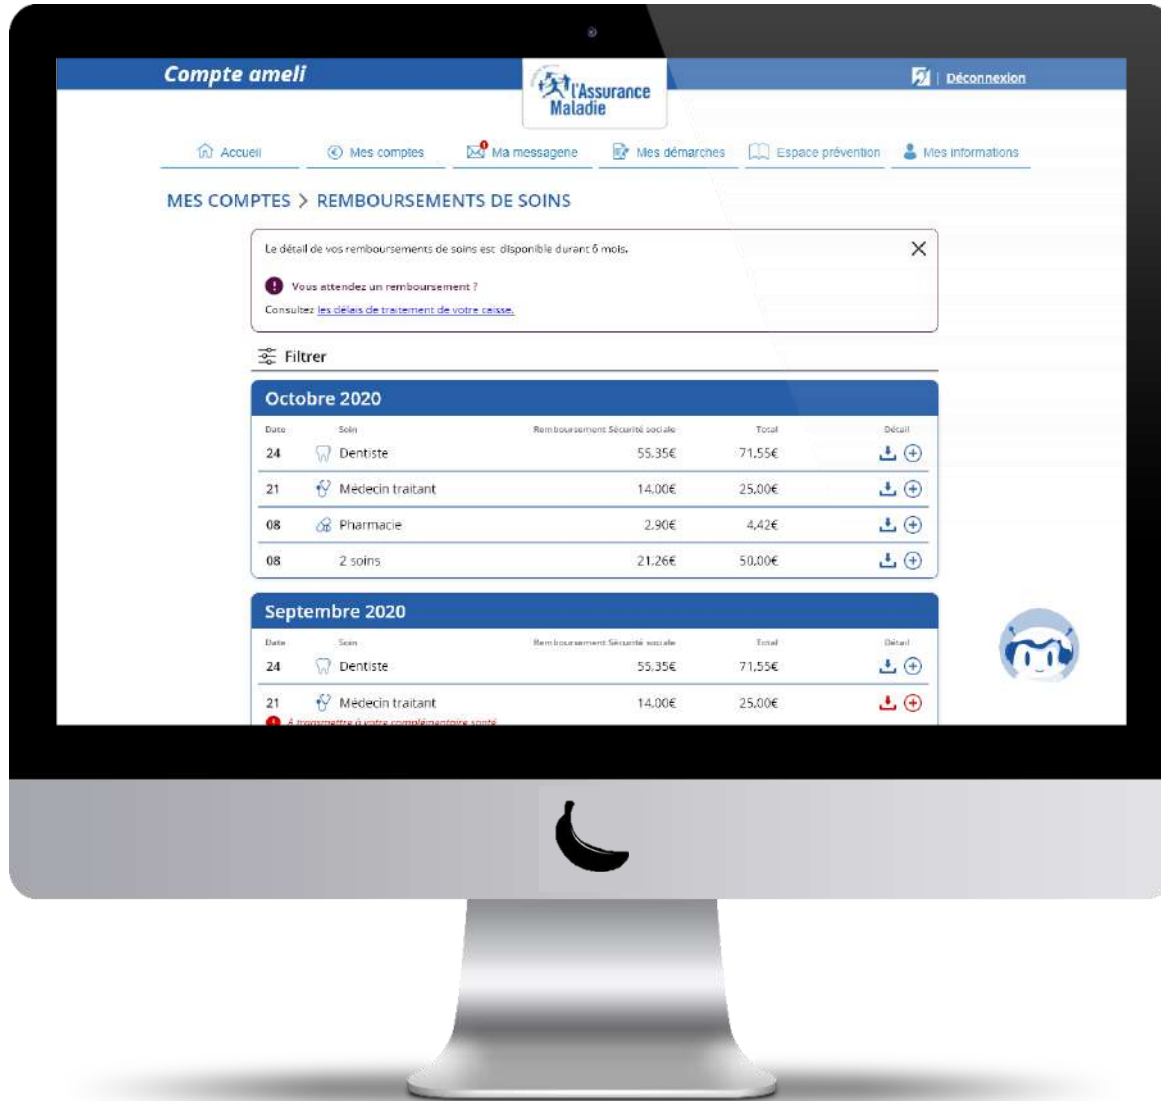 Compte ameli
l'Assurance
Maladie
Déconnexion
Accueil
Mes comptes
Ma messagerie
Mes démarches
Espace prévention
Mes informations
MES COMPTES > REMBOURSEMENTS DE SOINS
Le détail de vos remboursements de soins est disponible durant 6 mois.
Vous attendez un remboursement ?
Consultez les délais de traitement de votre caisse.
Filtrer
Octobre 2020
Date Soin Remboursement Sécurité sociale Total Détail
24 Dentiste 55,35€ 71,55€
21 Médecin traitant 14,00€ 25,00€
08 Pharmacie 2,90€ 4,42€
08 2 soins 21,26€ 50,00€
Septembre 2020
Date Soin Remboursement Sécurité sociale Total Détail
24 Dentiste 55,35€ 71,55€
21 Médecin traitant 14,00€ 25,00€
À transmettre à votre complémentaire santé